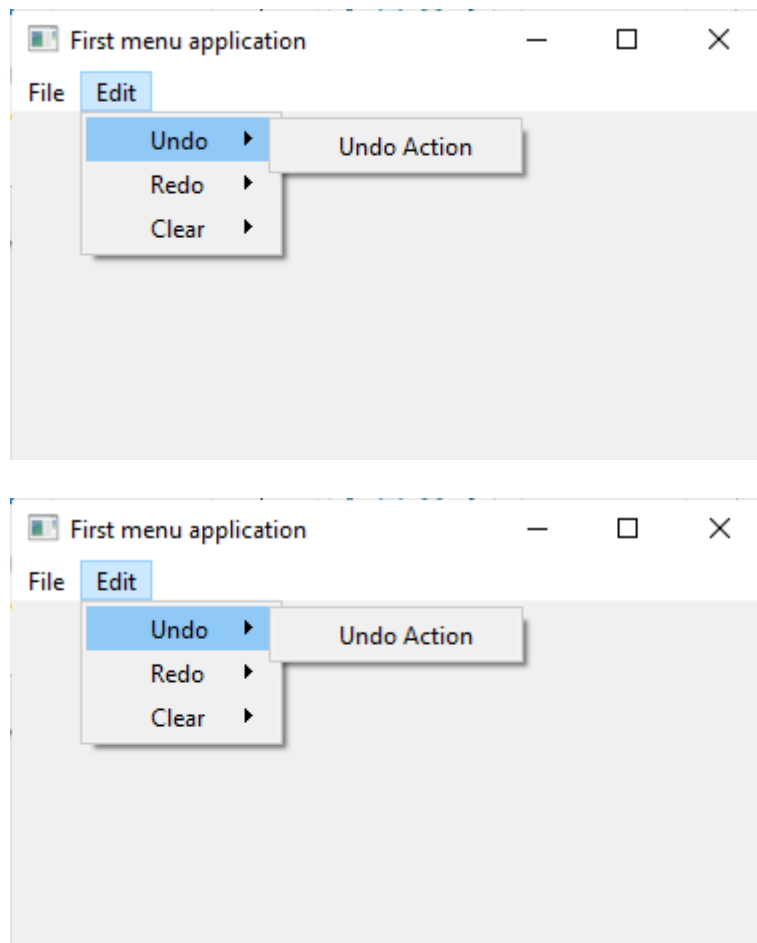 First menu application
File Edit
Undo Undo Action
Redo
Clear
First menu application
File Edit
Undo Undo Action
Redo
Clear